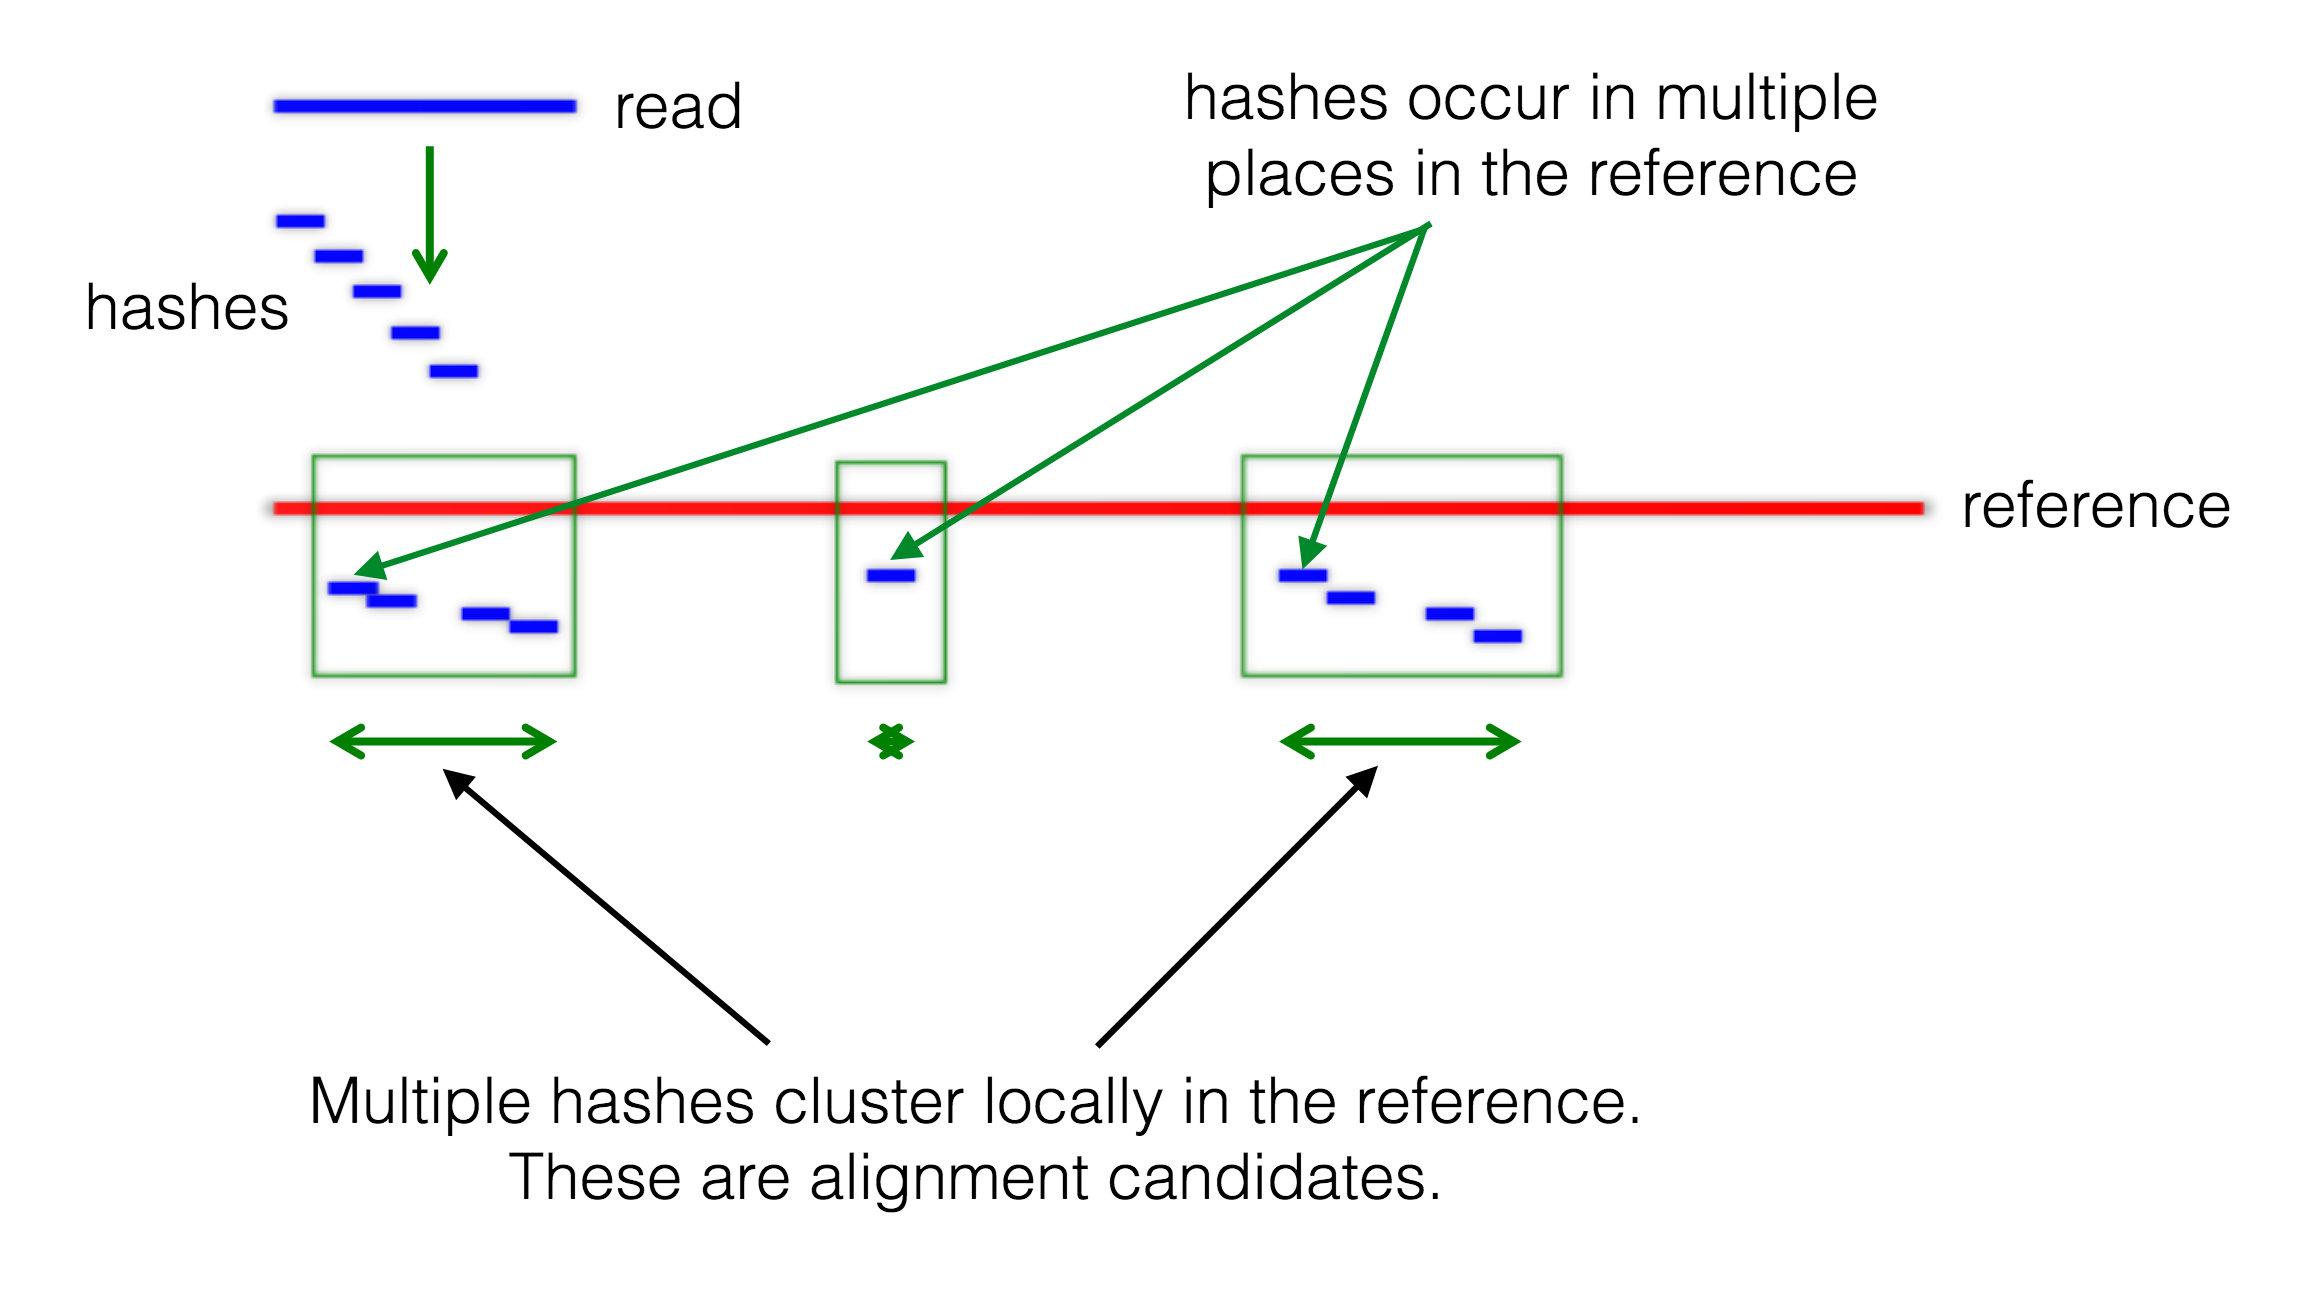 read
hashes occur in multiple
places in the reference
hashes
reference
Multiple hashes cluster locally in the reference.
These are alignment candidates.